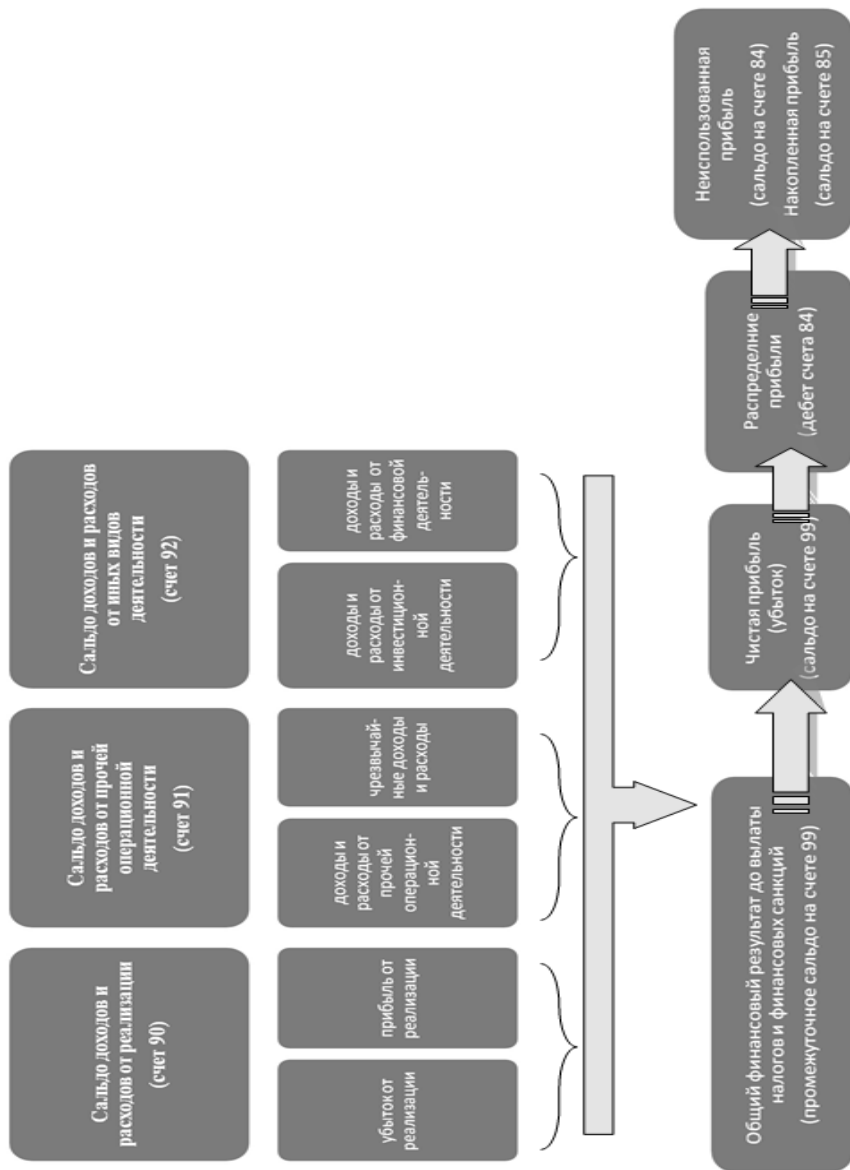 Сальдо доходов и
расходов от реализации
(счет 90)
Сальдо доходов и
расходов от прочей
операционной
деятельности
(счет 91)
Сальдо доходов и расходов
от иных видов
деятельности
(счет 92)
убыток от
реализации
прибыль от
реализации
доходы и
расходы от
прочей
операцион-
ной
деятельности
чрезвычай-
ные доходы
и расходы
доходы и
расходы от
инвестицион-
ной
деятельности
доходы и
расходы от
финансовой
деятель-
ности
Общий финансовый результат до вылаты
налогов и финансовых санкций
(промежуточное сальдо на счете 99)
Чистая прибыль
(убыток)
(сальдо на счете 99)
Распределние
прибыли
(дебет счета 84)
Неиспользованная
прибыль
(сальдо на счете 84)
Накопленная прибыль
(сальдо на счете 85)